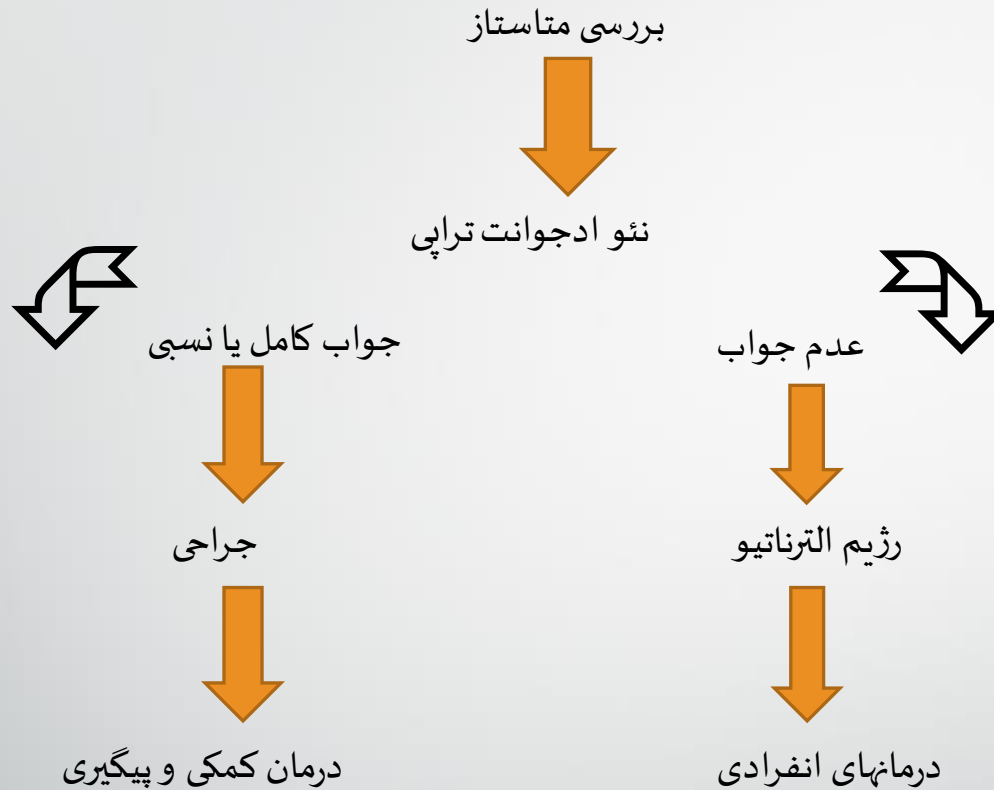 بررسی متاستاز
نئو ادجوانت تراپی
عدم جواب
جواب کامل یا نسبی
رژیم الترناتیو
جراحی
درمانهای انفرادی
درمان کمکی و پیگیری